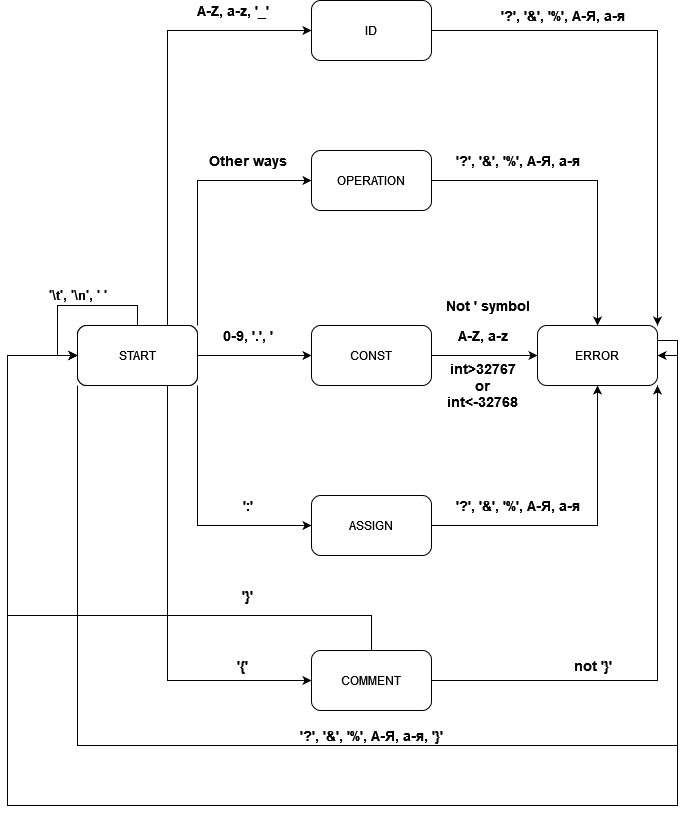 A-Z, a-z, '_'
ID
'?', '&', '%', А-Я, а-я
Other ways
OPERATION
'?', '&', '%', А-Я, а-я
'\t', '\n', ' '
START
0-9, '.', '
CONST
Not ' symbol
A-Z, a-z
int>32767
or
int<-32768
ERROR
':'
ASSIGN
'?', '&', '%', А-Я, а-я
'}'
'{'
COMMENT
not '}'
'?', '&', '%', А-Я, а-я, '}'